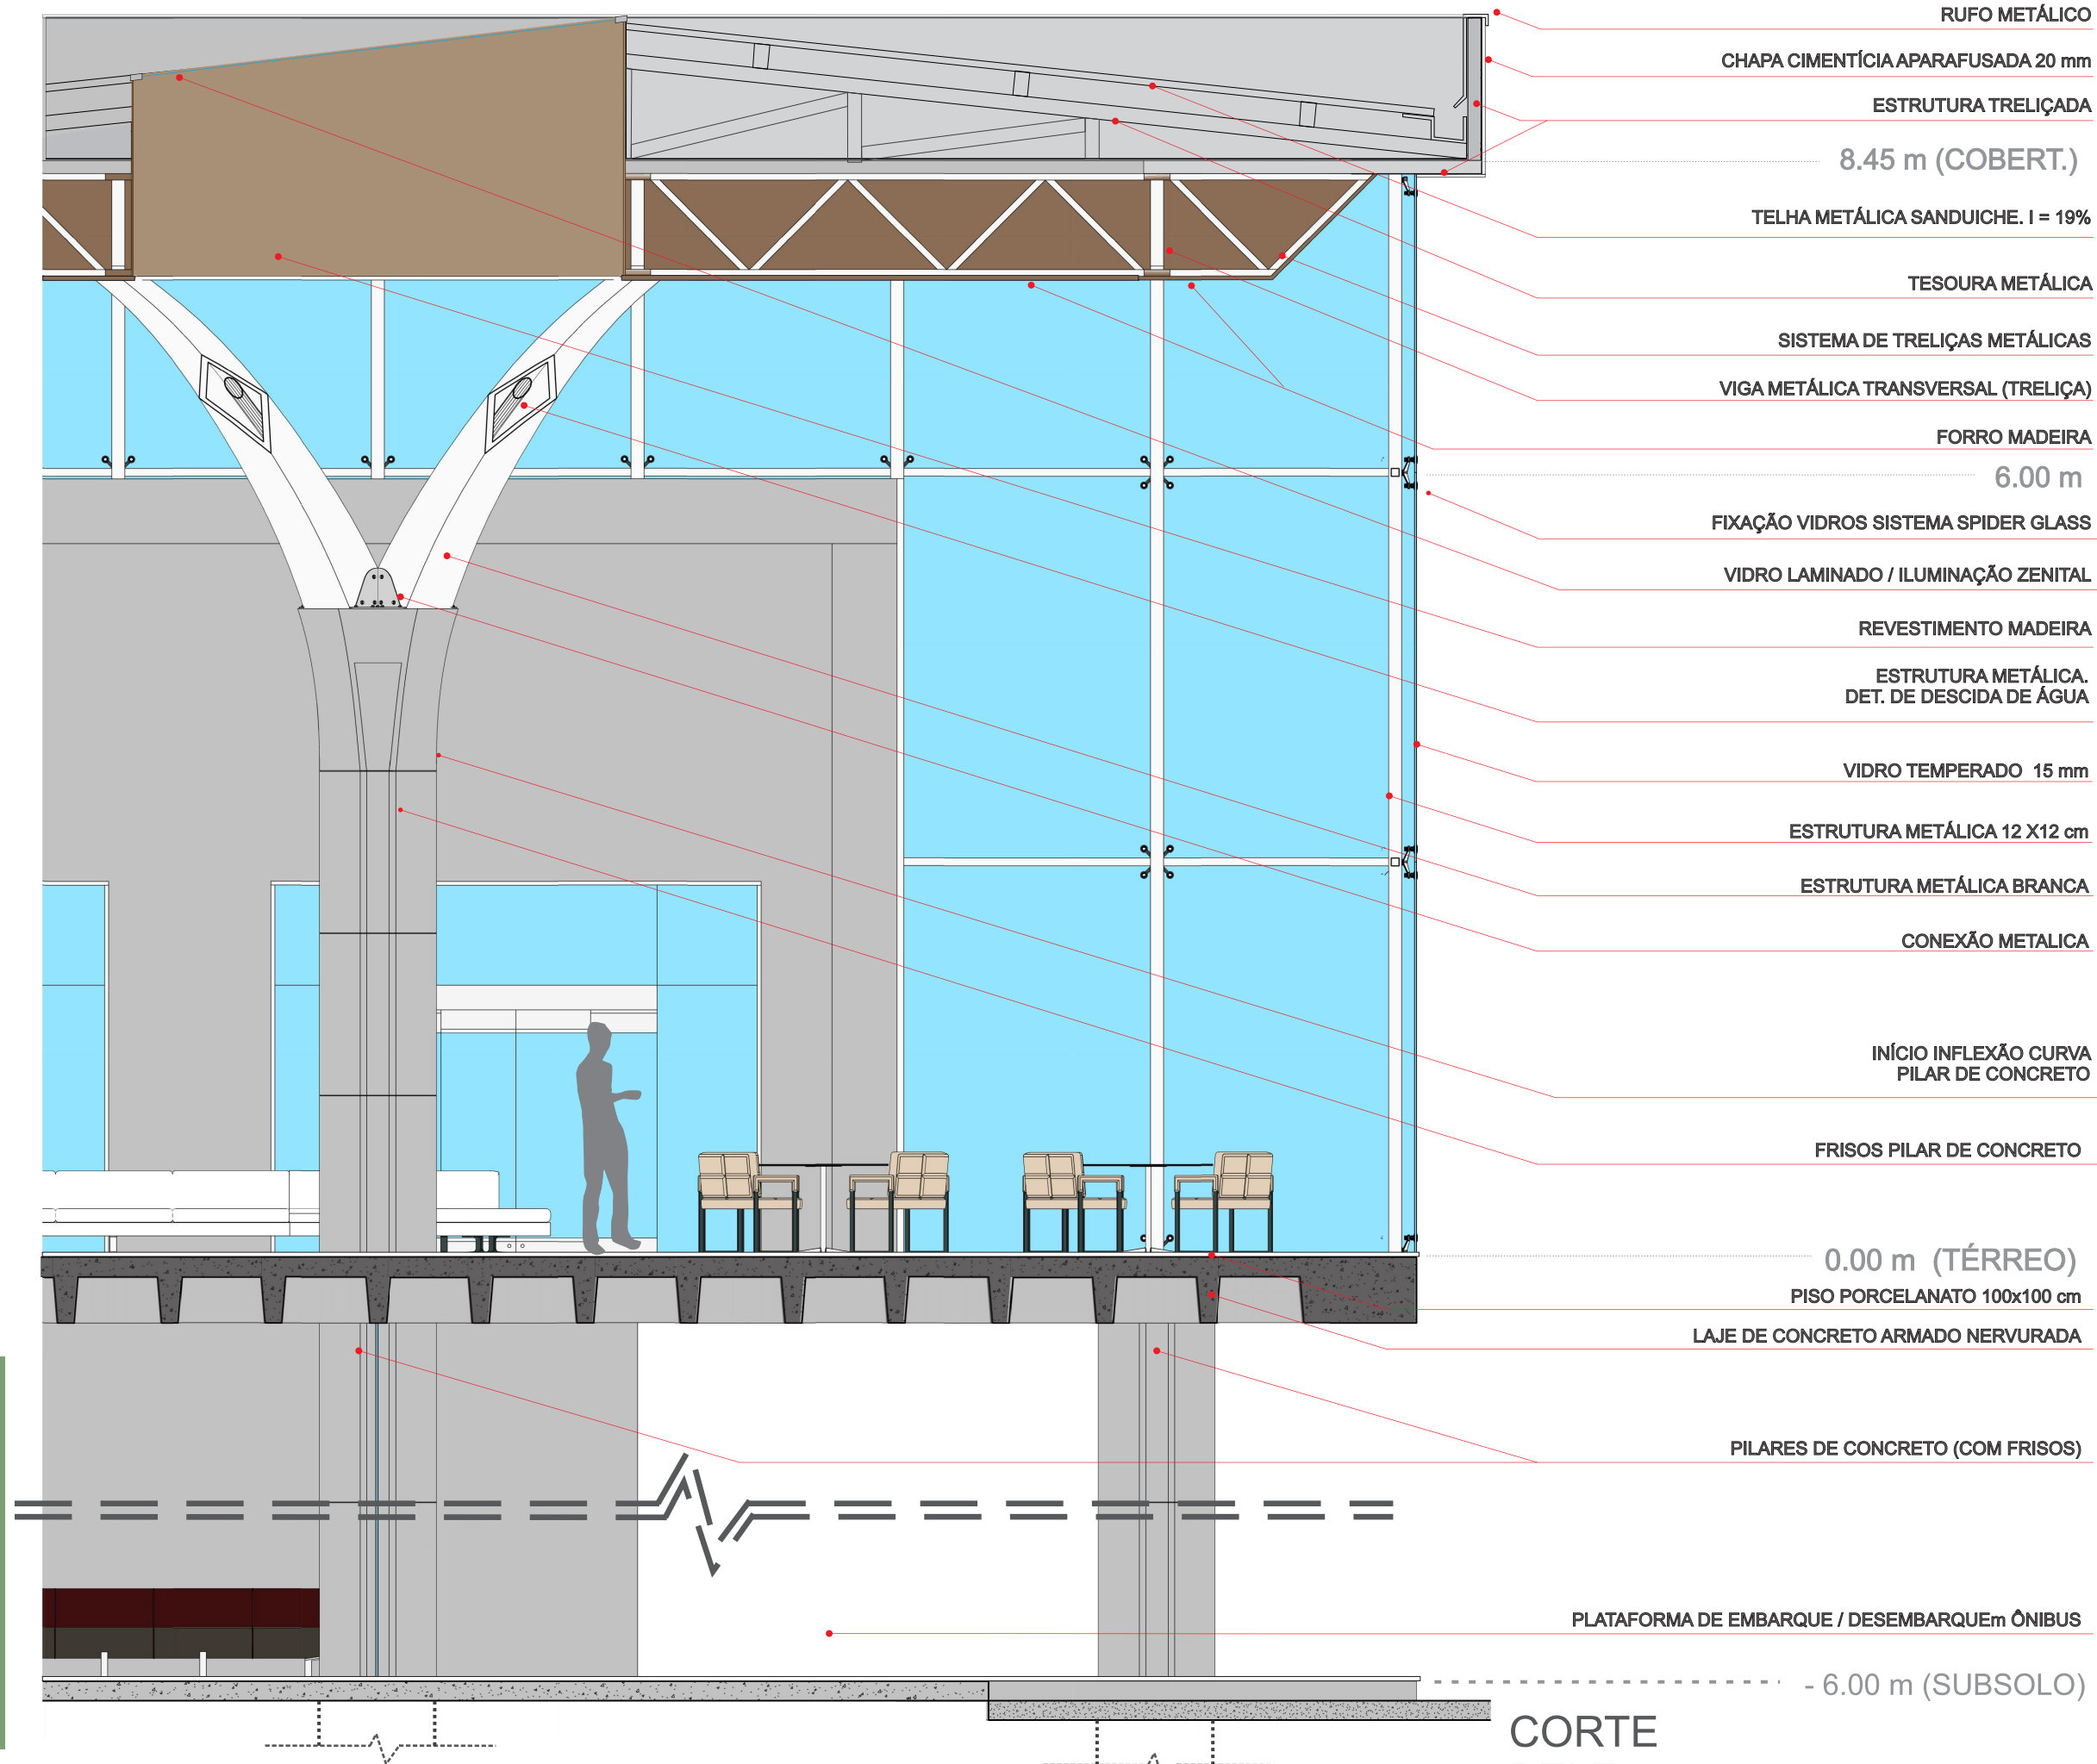 RUFO METÁLICO
CHAPA CIMENTÍCIA APARAFUSADA 20 mm
ESTRUTURA TRELIÇADA
8.45 m (COBERT.)
TELHA METÁLICA SANDUICHE. I = 19%
TESOURA METÁLICA
SISTEMA DE TRELIÇAS METÁLICAS
VIGA METÁLICA TRANSVERSAL (TRELIÇA)
FORRO MADEIRA
6.00 m
FIXAÇÃO VIDROS SISTEMA SPIDER GLASS
VIDRO LAMINADO / ILUMINAÇÃO ZENITAL
REVESTIMENTO MADEIRA
ESTRUTURA METÁLICA.
DET. DE DESCIDA DE ÁGUA
VIDRO TEMPERADO 15 mm
ESTRUTURA METÁLICA 12 X12 cm
ESTRUTURA METÁLICA BRANCA
CONEXÃO METALICA
INÍCIO INFLEXÃO CURVA
PILAR DE CONCRETO
FRISOS PILAR DE CONCRETO
0.00 m (TÉRREO)
PISO PORCELANATO 100x100 cm
LAJE DE CONCRETO ARMADO NERVURADA
PILARES DE CONCRETO (COM FRISOS)
PLATAFORMA DE EMBARQUE / DESEMBARQUEm ÔNIBUS
- 6.00 m (SUBSOLO)
CORTE